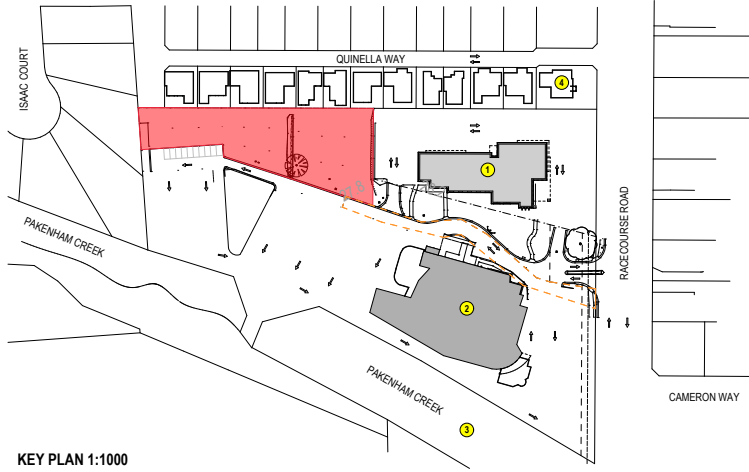 QUINELLA WAY
ISAAC COURT
4
1
RACECOURSE ROAD
PAKENHAM CREEK
2
PAKENHAM CREEK
CAMERON WAY
3
KEY PLAN 1:1000